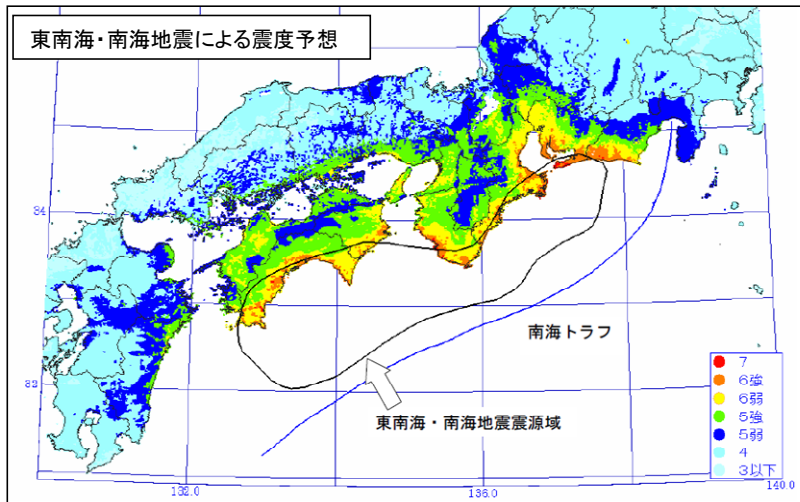 東南海・南海地震による震度予想
34
南海トラフ
33
東南海・南海地震震源域
7
6強
6弱
5強
5弱
4
3以下
132.0
136.0
140.0